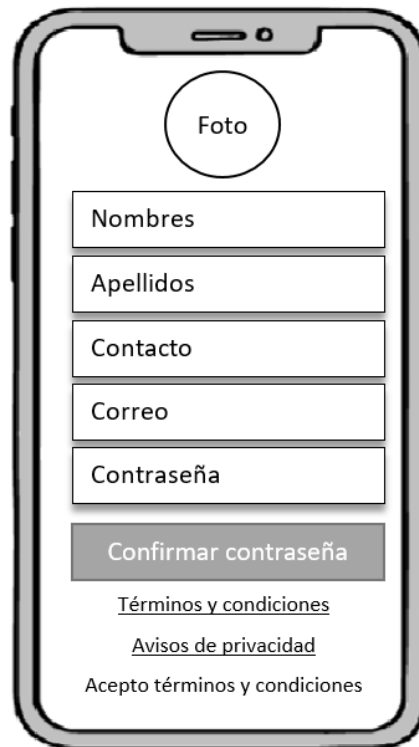 Foto
Nombres
Apellidos
Contacto
Correo
Contraseña
Confirmar contraseña
Términos y condiciones
Avisos de privacidad
Acepto términos y condiciones